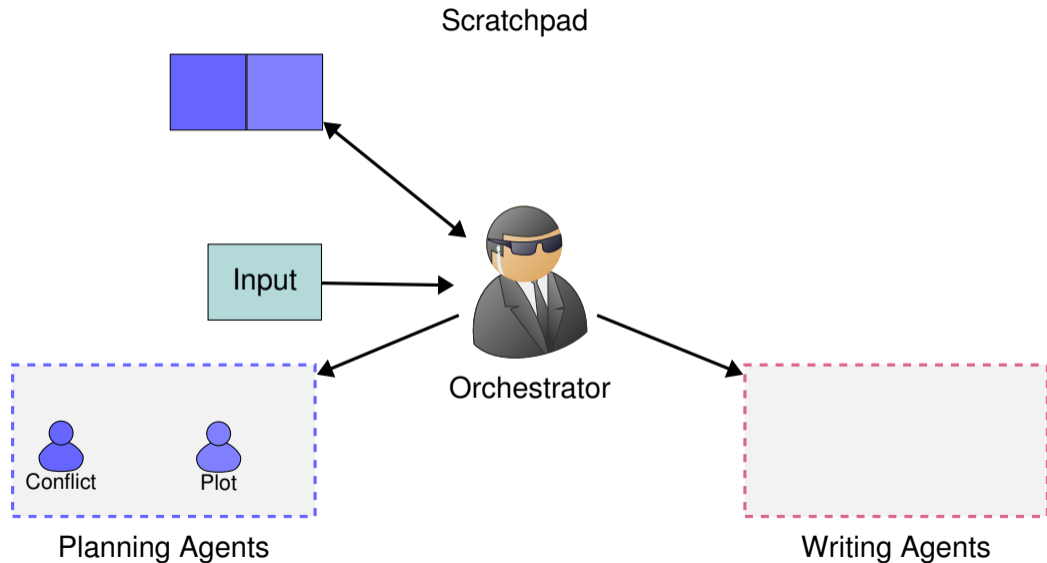 Scratchpad
Input
Orchestrator
Conflict
Plot
Planning Agents
Writing Agents